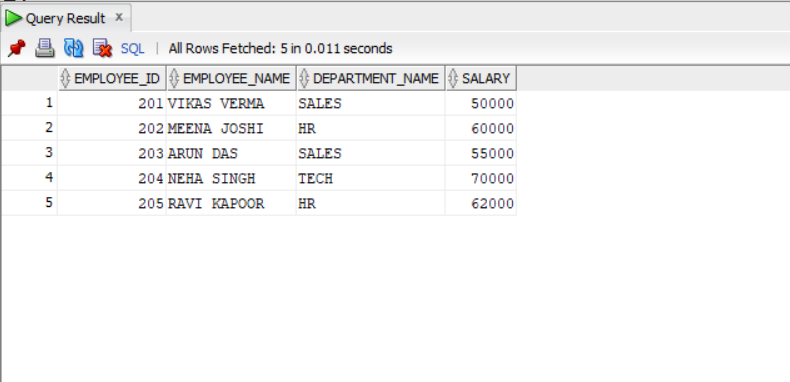 Query Result x
SQL | All Rows Fetched: 5 in 0.011 seconds
EMPLOYEE_ID EMPLOYEE_NAME DEPARTMENT_NAME SALARY
1 201 VIKAS VERMA SALES 50000
2 202 MEENA JOSHI HR 60000
3 203 ARUN DAS SALES 55000
4 204 NEHA SINGH TECH 70000
5 205 RAVI KAPOOR HR 62000